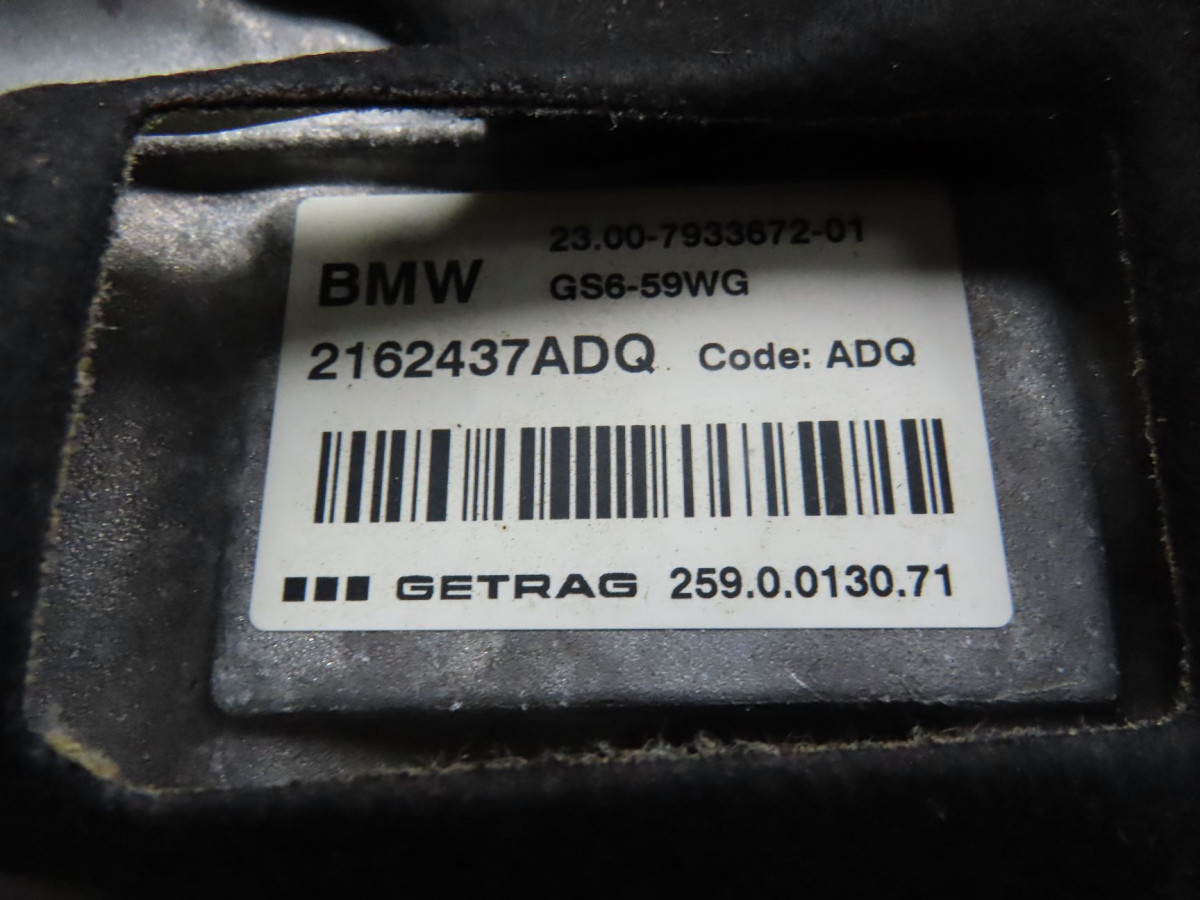 23.00-7933672-01
BMW GS6-59WG
2162437ADQ Code: ADQ
GETRAG 259.0.0130.71